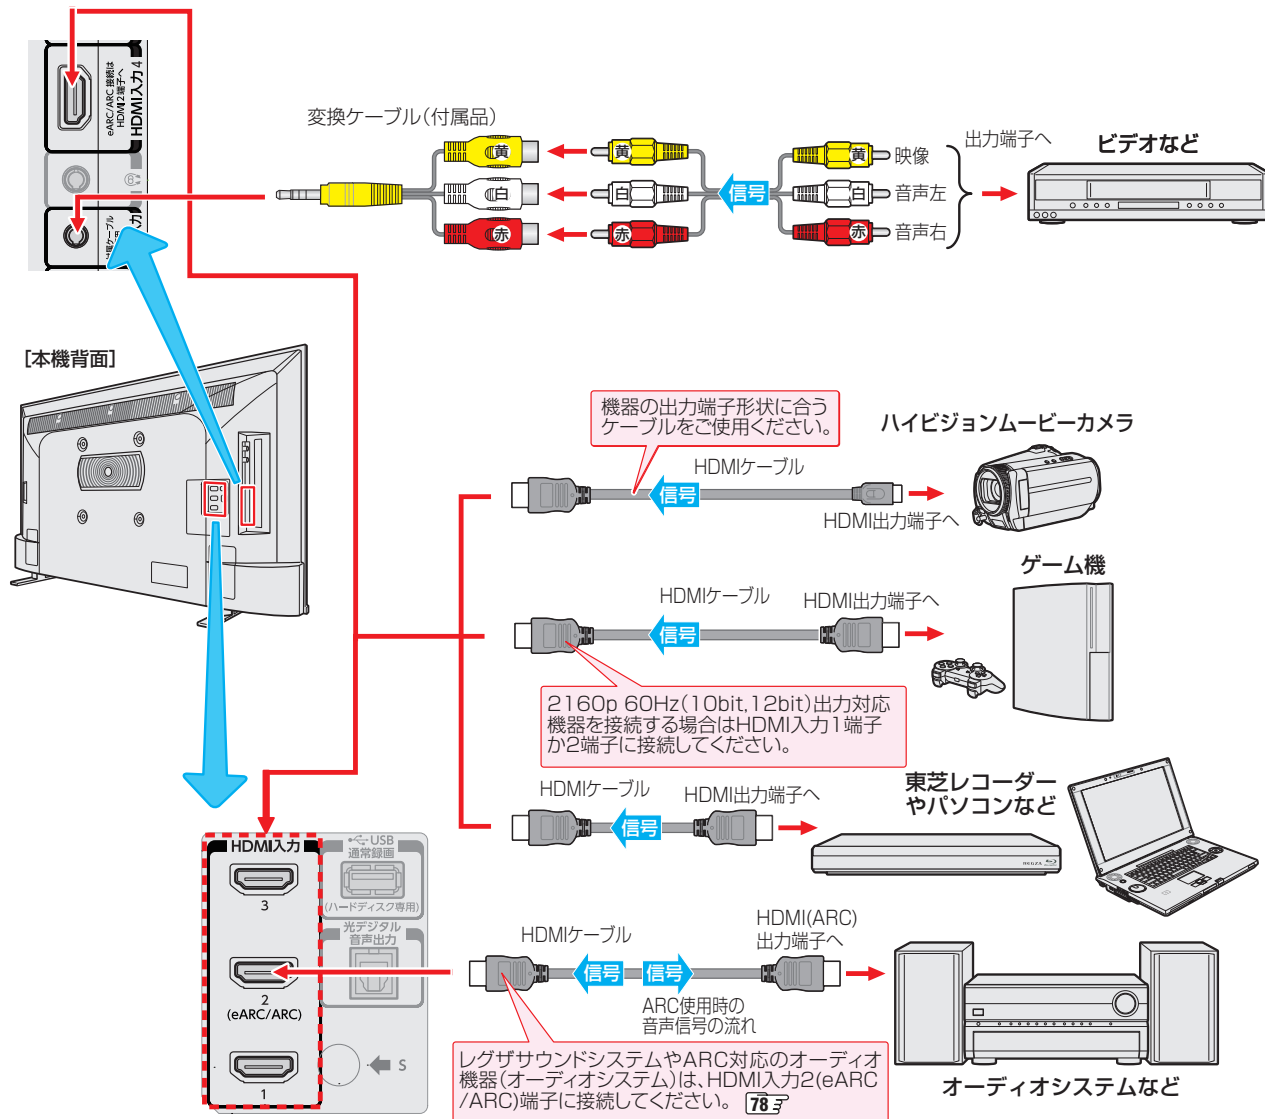 eARC/ARC 接続は
HDMI 2端子へ
HDMI入力 4
変換ケーブル(付属品)
黄
白
赤
黄
白
赤
信号
黄
白
赤
映像
音声左
音声右
出力端子へ
ビデオなど
[本機背面]
機器の出力端子形状に合う
ケーブルをご使用ください。
HDMIケーブル
信号
HDMI出力端子へ
ハイビジョンムービーカメラ
ゲーム機
HDMIケーブル
HDMI出力端子へ
信号
2160p 60Hz(10bit,12bit)出力対応
機器を接続する場合はHDMI入力1端子
か2端子に接続してください。
東芝レコーダー
やパソコンなど
HDMIケーブル
HDMI出力端子へ
信号
REGZA
HDMI入力
3
2
(eARC/ARC)
1
USB
通常録画
(ハードディスク専用)
光デジタル
音声出力
S
HDMIケーブル
HDMI(ARC)
出力端子へ
信号
信号
ARC使用時の
音声信号の流れ
レグザサウンドシステムやARC対応のオーディオ
機器(オーディオシステム)は、HDMI入力2(eARC
/ARC)端子に接続してください。 78
オーディオシステムなど